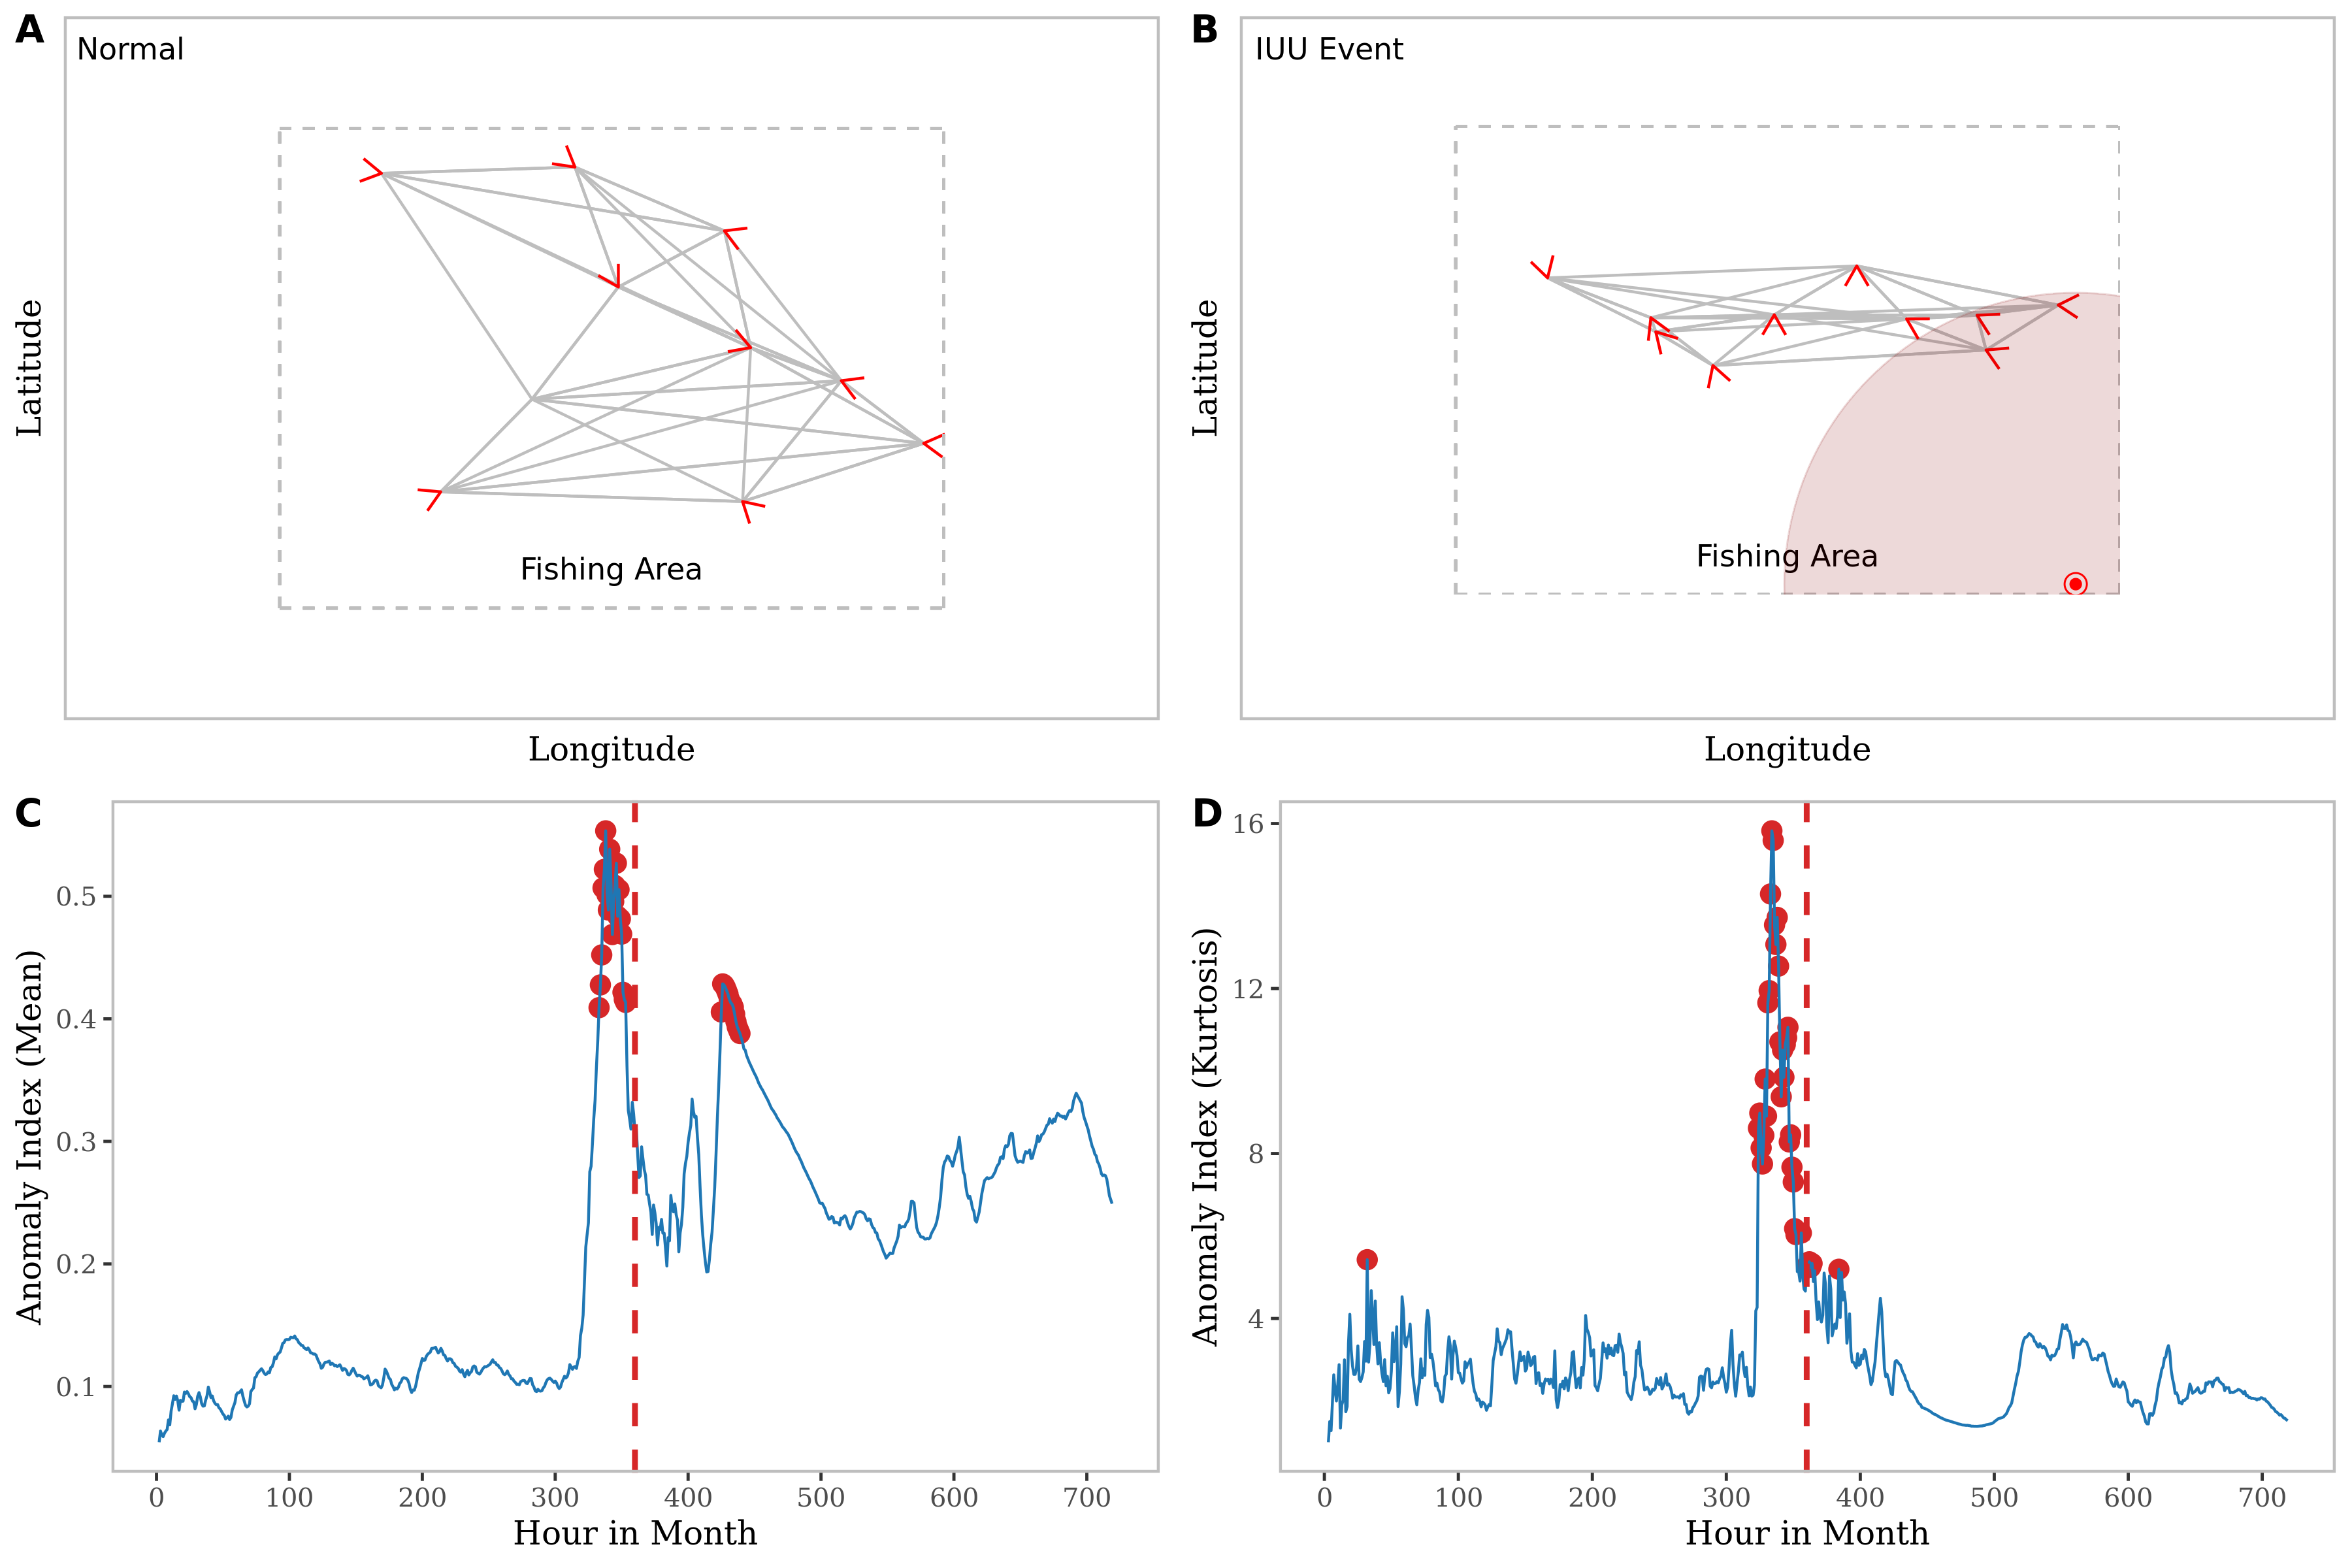 A
Normal
Latitude
Fishing Area
Longitude
B
IUU Event
Latitude
Fishing Area
Longitude
C
Anomaly Index (Mean)
0.5
0.4
0.3
0.2
0.1
0 100 200 300 400 500 600 700
Hour in Month
D
Anomaly Index (Kurtosis)
16
12
8
4
0 100 200 300 400 500 600 700
Hour in Month